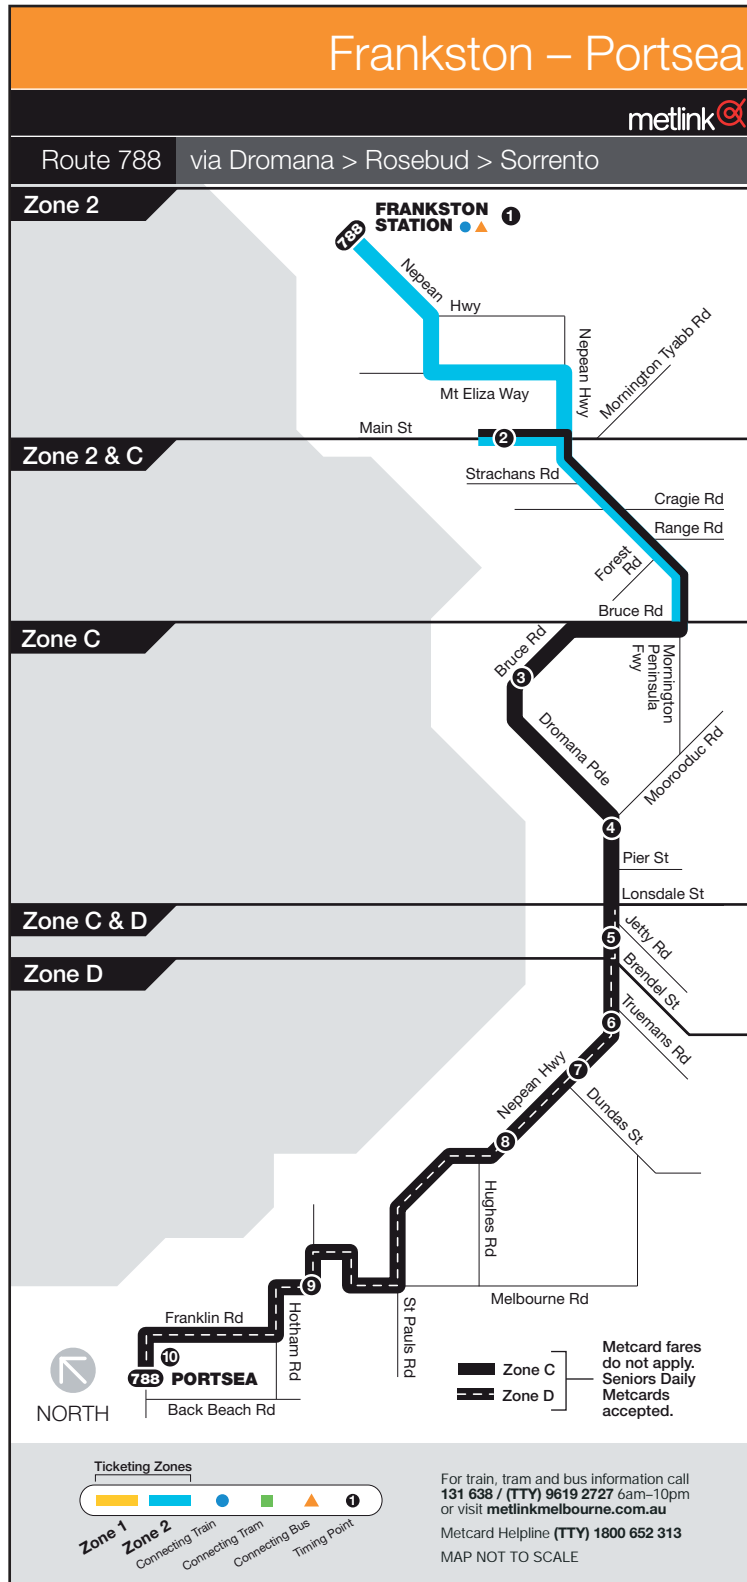 Frankston – Portsea
metlink
Route 788 via Dromana > Rosebud > Sorrento
Zone 2
FRANKSTON
STATION
1
788
Nepean
Hwy
Nepean Hwy
Mornington Tyabb Rd
Mt Eliza Way
Main St
2
Zone 2 & C
Strachans Rd
Cragie Rd
Range Rd
Forest
Rd
Bruce Rd
Zone C
Bruce Rd
Mornington
Peninsula
Fwy
3
Dromana Pde
Moorooduc Rd
4
Pier St
Lonsdale St
Zone C & D
5
Jetty Rd
Brendel St
Zone D
6
Truemans Rd
Nepean Hwy
7
Dundas St
8
Hughes Rd
9
Melbourne Rd
Hotham Rd
St Pauls Rd
Franklin Rd
10
788 PORTSEA
Back Beach Rd
NORTH
Zone C
Zone D
Metcard fares
do not apply.
Seniors Daily
Metcards
accepted.
Ticketing Zones
1
Zone 1
Zone 2
Connecting Train
Connecting Tram
Connecting Bus
Timing Point
For train, tram and bus information call
131 638 / (TTY) 9619 2727 6am–10pm
or visit metlinkmelbourne.com.au
Metcard Helpline (TTY) 1800 652 313
MAP NOT TO SCALE